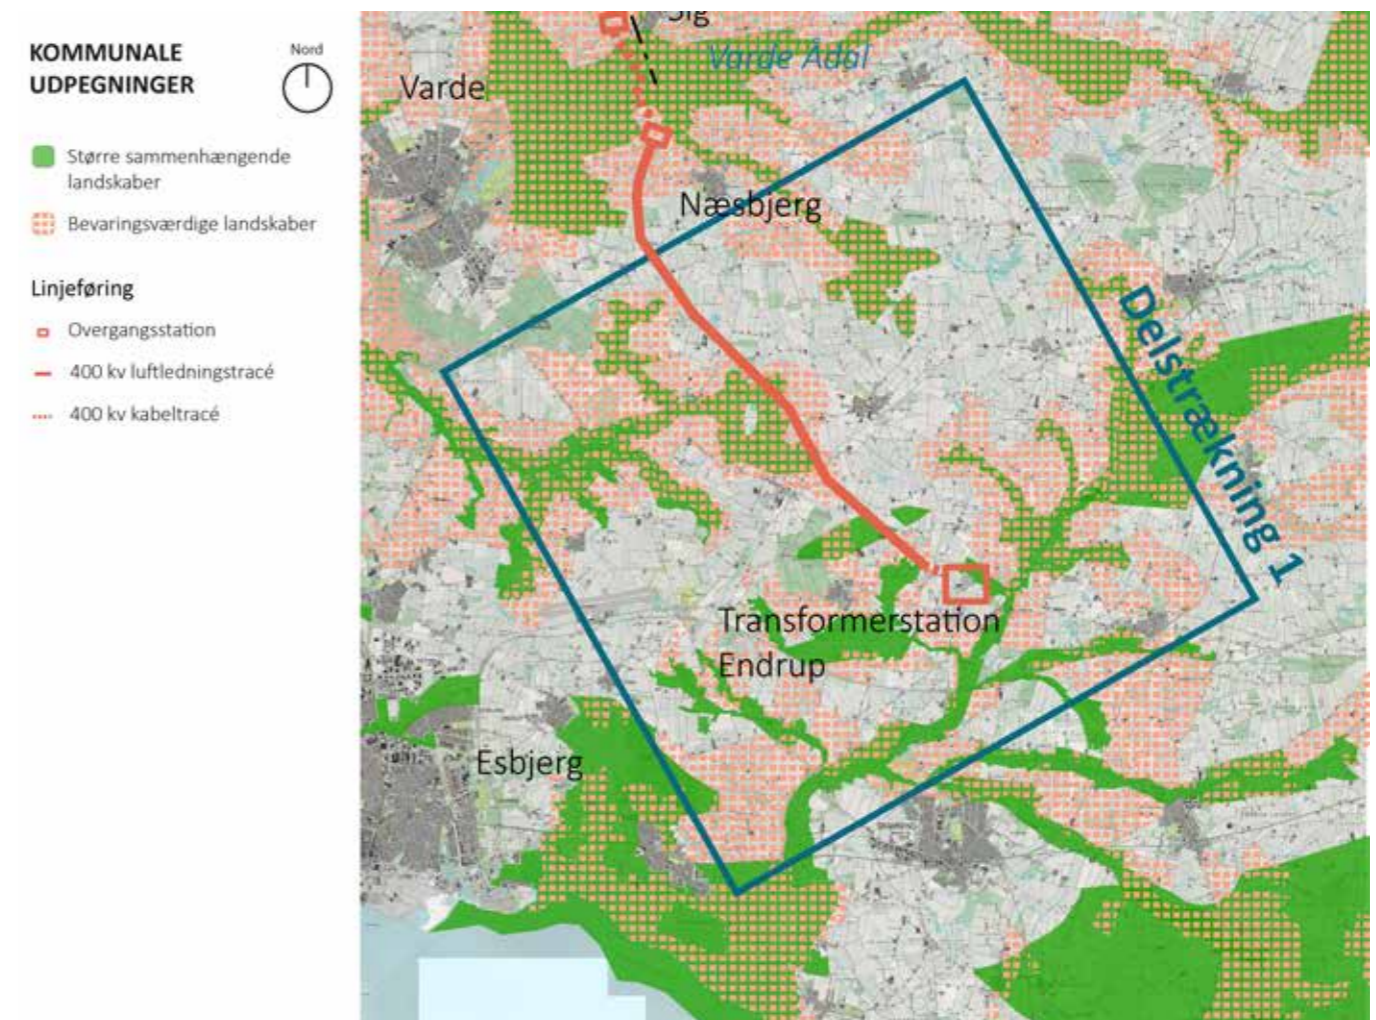 KOMMUNALE
UDPEGNINGER
Nord
Større sammenhængende
landskaber
Bevaringsværdige landskaber
Linjeføring
Overgangsstation
400 kv luftledningstracé
400 kv kabeltracé
Sig
Varde Ådal
Varde
Næsbjerg
Delstrækning 1
Transformerstation
Endrup
Esbjerg